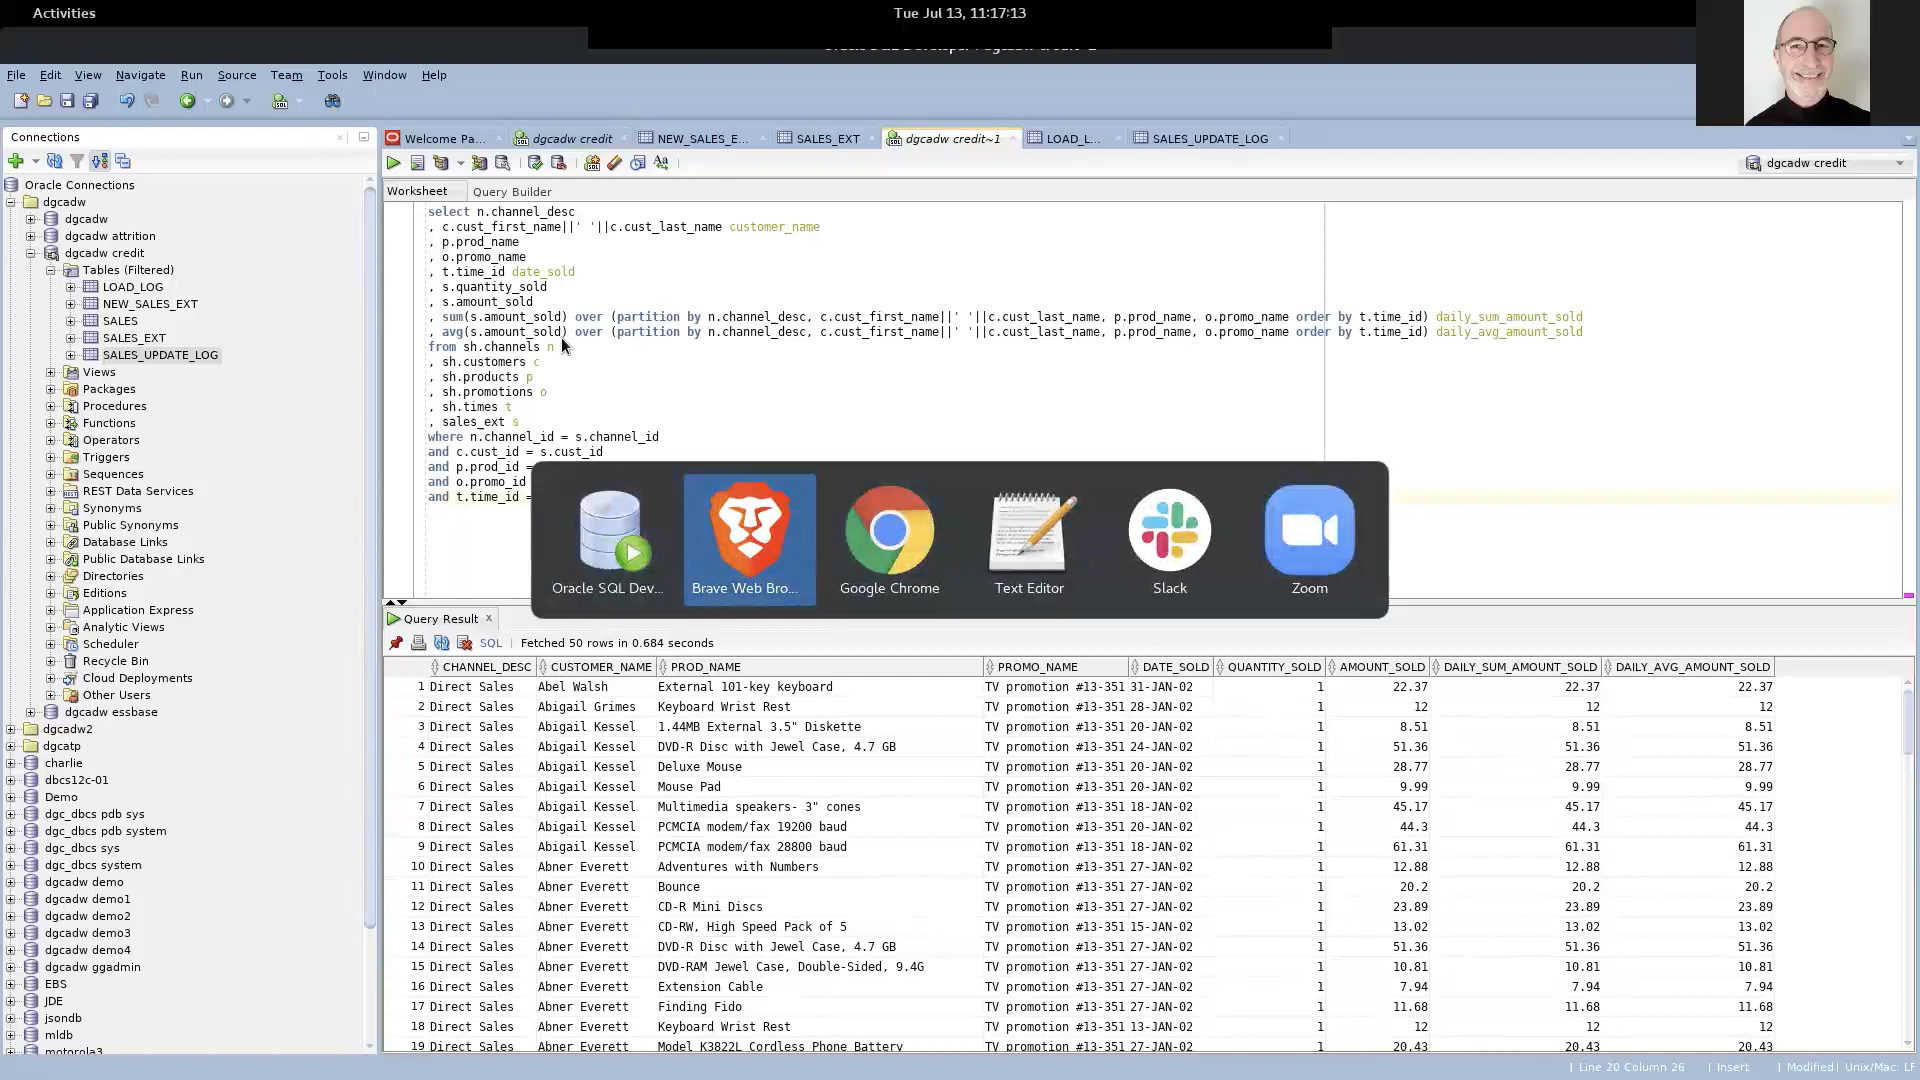 Activities
Tue Jul 13, 11:17:13
File Edit View Navigate Run Source Team Tools Window Help
Connections
Welcome Pa...
dgcadw credit
NEW_SALES_E...
SALES_EXT
dgcadw credit~1
LOAD_L...
SALES_UPDATE_LOG
dgcadw credit
Worksheet Query Builder
Oracle Connections
dgcadw
dgcadw
dgcadw attrition
dgcadw credit
Tables (Filtered)
LOAD_LOG
NEW_SALES_EXT
SALES
SALES_EXT
SALES_UPDATE_LOG
Views
Packages
Procedures
Functions
Operators
Triggers
Sequences
REST Data Services
Synonyms
Public Synonyms
Database Links
Public Database Links
Directories
Editions
Application Express
Analytic Views
Scheduler
Recycle Bin
Cloud Deployments
Other Users
dgcadw essbase
dgcadw2
dgcatp
charlie
dbcs12c-01
Demo
dgc_dbcs pdb sys
dgc_dbcs pdb system
dgc_dbcs sys
dgc_dbcs system
dgcadw demo
dgcadw demo1
dgcadw demo2
dgcadw demo3
dgcadw demo4
dgcadw ggadmin
EBS
JDE
jsondb
mldb
motorola3
select n.channel_desc
, c.cust_first_name||' '||c.cust_last_name customer_name
, p.prod_name
, o.promo_name
, t.time_id date_sold
, s.quantity_sold
, s.amount_sold
, sum(s.amount_sold) over (partition by n.channel_desc, c.cust_first_name||' '||c.cust_last_name, p.prod_name, o.promo_name order by t.time_id) daily_sum_amount_sold
, avg(s.amount_sold) over (partition by n.channel_desc, c.cust_first_name||' '||c.cust_last_name, p.prod_name, o.promo_name order by t.time_id) daily_avg_amount_sold
from sh.channels n
, sh.customers c
, sh.products p
, sh.promotions o
, sh.times t
, sales_ext s
where n.channel_id = s.channel_id
and c.cust_id = s.cust_id
and p.prod_id =
and o.promo_id
and t.time_id =
Oracle SQL Dev...
Brave Web Bro...
Google Chrome
Text Editor
Slack
Zoom
Query Result x
SQL | Fetched 50 rows in 0.684 seconds
CHANNEL_DESC CUSTOMER_NAME PROD_NAME PROMO_NAME DATE_SOLD QUANTITY_SOLD AMOUNT_SOLD DAILY_SUM_AMOUNT_SOLD DAILY_AVG_AMOUNT_SOLD
1 Direct Sales Abel Walsh External 101-key keyboard TV promotion #13-351 31-JAN-02 1 22.37 22.37 22.37
2 Direct Sales Abigail Grimes Keyboard Wrist Rest TV promotion #13-351 28-JAN-02 1 12 12 12
3 Direct Sales Abigail Kessel 1.44MB External 3.5" Diskette TV promotion #13-351 20-JAN-02 1 8.51 8.51 8.51
4 Direct Sales Abigail Kessel DVD-R Disc with Jewel Case, 4.7 GB TV promotion #13-351 24-JAN-02 1 51.36 51.36 51.36
5 Direct Sales Abigail Kessel Deluxe Mouse TV promotion #13-351 20-JAN-02 1 28.77 28.77 28.77
6 Direct Sales Abigail Kessel Mouse Pad TV promotion #13-351 20-JAN-02 1 9.99 9.99 9.99
7 Direct Sales Abigail Kessel Multimedia speakers- 3" cones TV promotion #13-351 18-JAN-02 1 45.17 45.17 45.17
8 Direct Sales Abigail Kessel PCMCIA modem/fax 19200 baud TV promotion #13-351 20-JAN-02 1 44.3 44.3 44.3
9 Direct Sales Abigail Kessel PCMCIA modem/fax 28800 baud TV promotion #13-351 18-JAN-02 1 61.31 61.31 61.31
10 Direct Sales Abner Everett Adventures with Numbers TV promotion #13-351 27-JAN-02 1 12.88 12.88 12.88
11 Direct Sales Abner Everett Bounce TV promotion #13-351 27-JAN-02 1 20.2 20.2 20.2
12 Direct Sales Abner Everett CD-R Mini Discs TV promotion #13-351 27-JAN-02 1 23.89 23.89 23.89
13 Direct Sales Abner Everett CD-RW, High Speed Pack of 5 TV promotion #13-351 15-JAN-02 1 13.02 13.02 13.02
14 Direct Sales Abner Everett DVD-R Disc with Jewel Case, 4.7 GB TV promotion #13-351 27-JAN-02 1 51.36 51.36 51.36
15 Direct Sales Abner Everett DVD-RAM Jewel Case, Double-Sided, 9.4G TV promotion #13-351 27-JAN-02 1 10.81 10.81 10.81
16 Direct Sales Abner Everett Extension Cable TV promotion #13-351 27-JAN-02 1 7.94 7.94 7.94
17 Direct Sales Abner Everett Finding Fido TV promotion #13-351 27-JAN-02 1 11.68 11.68 11.68
18 Direct Sales Abner Everett Keyboard Wrist Rest TV promotion #13-351 13-JAN-02 1 12 12 12
19 Direct Sales Abner Everett Model K3822L Cordless Phone Battery TV promotion #13-351 27-JAN-02 1 20.43 20.43 20.43
| Line 20 Column 26 | Insert | Modified | Unix/Mac: LF